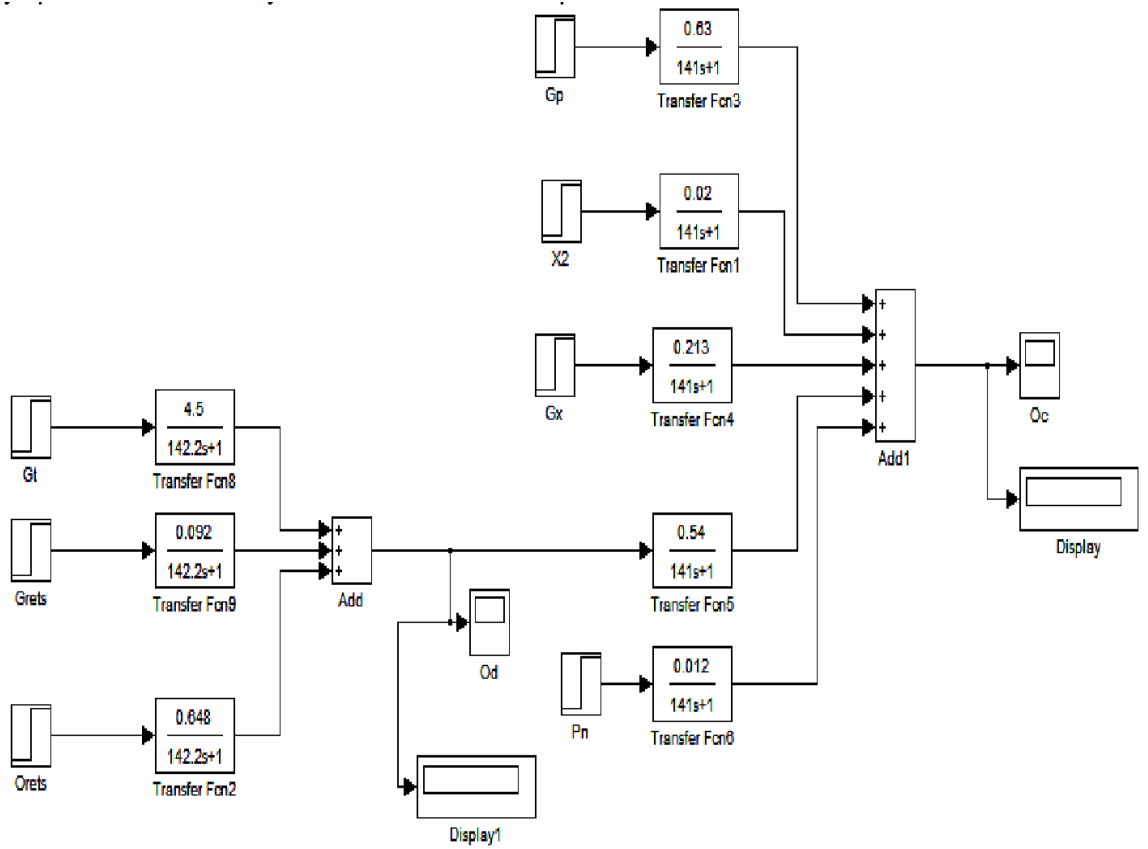 0.63
141s+1
Gp
Transfer Fcn3
0.02
141s+1
X2
Transfer Fcn1
+
+
0.213
141s+1
+
Gx
Transfer Fcn4
+
Oc
4.5
142.2s+1
+
Add1
Gt
Transfer Fcn8
0.092
142.2s+1
+
+
+
0.54
141s+1
Display
Grets
Transfer Fcn9
Add
Transfer Fcn5
Od
0.012
141s+1
Pn
Transfer Fcn6
0.648
142.2s+1
Orets
Transfer Fcn2
Display1